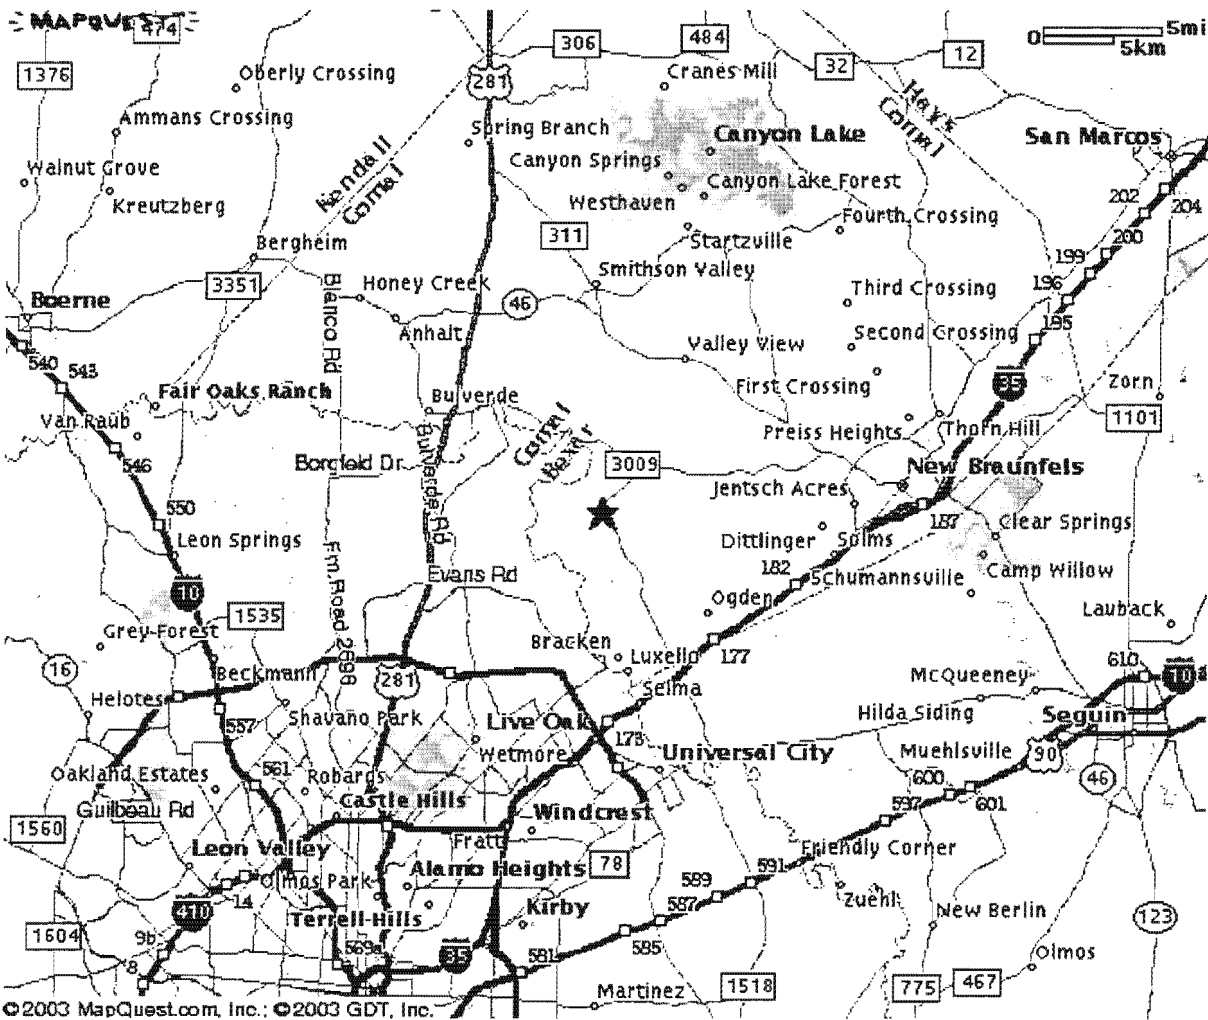 MAPQUEST
474
306
484
32
12
0
5mi
5km
1376
Oberly Crossing
281
Cranes Mill
Hays
Comal
Ammans Crossing
Spring Branch
Canyon Lake
San Marcos
Walnut Grove
Kendall
Comal
Canyon Springs
Canyon Lake Forest
Kreutzberg
Westhaven
202
204
Fourth Crossing
Bergheim
311
Startzville
200
199
3351
Honey Creek
Smithson Valley
196
Boerne
Blanco Rd
46
Third Crossing
195
Anhalt
Second Crossing
540
543
Valley View
35
Fair Oaks Ranch
Bulverde
First Crossing
Zorn
Van Raub
Comal
Bexar
Preiss Heights
Thorn Hill
1101
546
Borgfeld Dr
3009
New Braunfels
Bulverde Rd
Jentsch Acres
550
187
Clear Springs
Leon Springs
Dittlinger
Solms
Fm Road 2696
Evans Rd
182
Schumannsville
Camp Willow
10
Ogden
Lauback
1535
Grey Forest
Bracken
Luxello
177
610
16
Beckmann
281
Selma
McQueeney
10
Helotes
Shavano Park
Live Oak
Hilda Siding
Seguin
557
173
Wetmore
Universal City
Muehlsville
90
Oakland Estates
561
Robards
600
46
Guilbeau Rd
Castle Hills
Windcrest
597
601
1560
Fratt
Leon Valley
78
Friendly Corner
Alamo Heights
591
Olmos Park
589
14
587
Zuehl
410
Terrell Hills
Kirby
New Berlin
123
1604
9b
569a
585
8
35
581
Olmos
1518
775
467
Martinez
©2003 MapQuest.com, Inc.; ©2003 GDT, Inc.